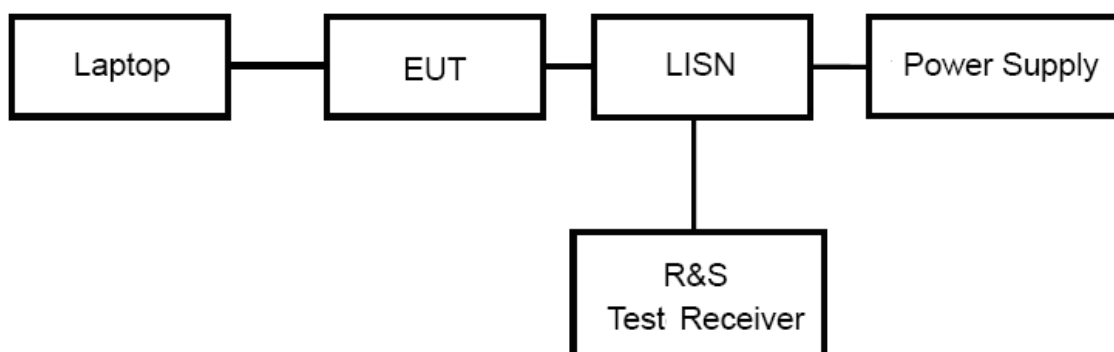 Laptop
EUT
LISN
Power Supply
R&S
Test Receiver